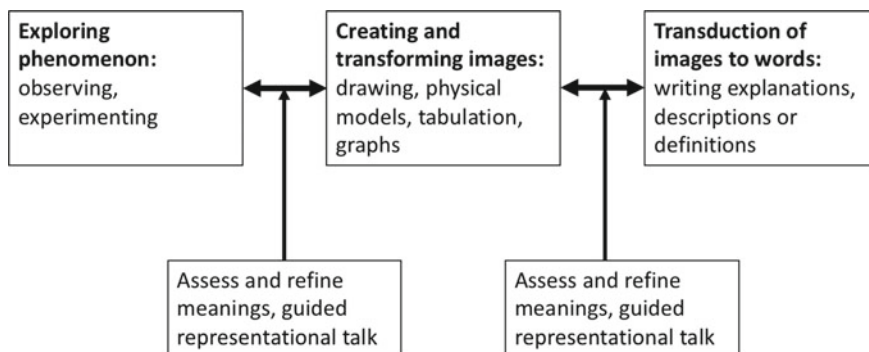 Exploring
phenomenon:
observing,
experimenting
Creating and
transforming images:
drawing, physical
models, tabulation,
graphs
Transduction of
images to words:
writing explanations,
descriptions or
definitions
Assess and refine
meanings, guided
representational talk
Assess and refine
meanings, guided
representational talk